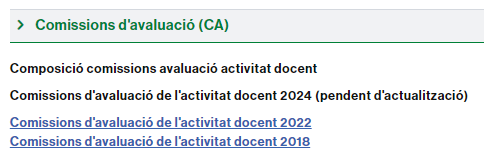 Comissions d'avaluació (CA)
Composició comissions avaluació activitat docent
Comissions d'avaluació de l'activitat docent 2024 (pendent d'actualització)
Comissions d'avaluació de l'activitat docent 2022
Comissions d'avaluació de l'activitat docent 2018